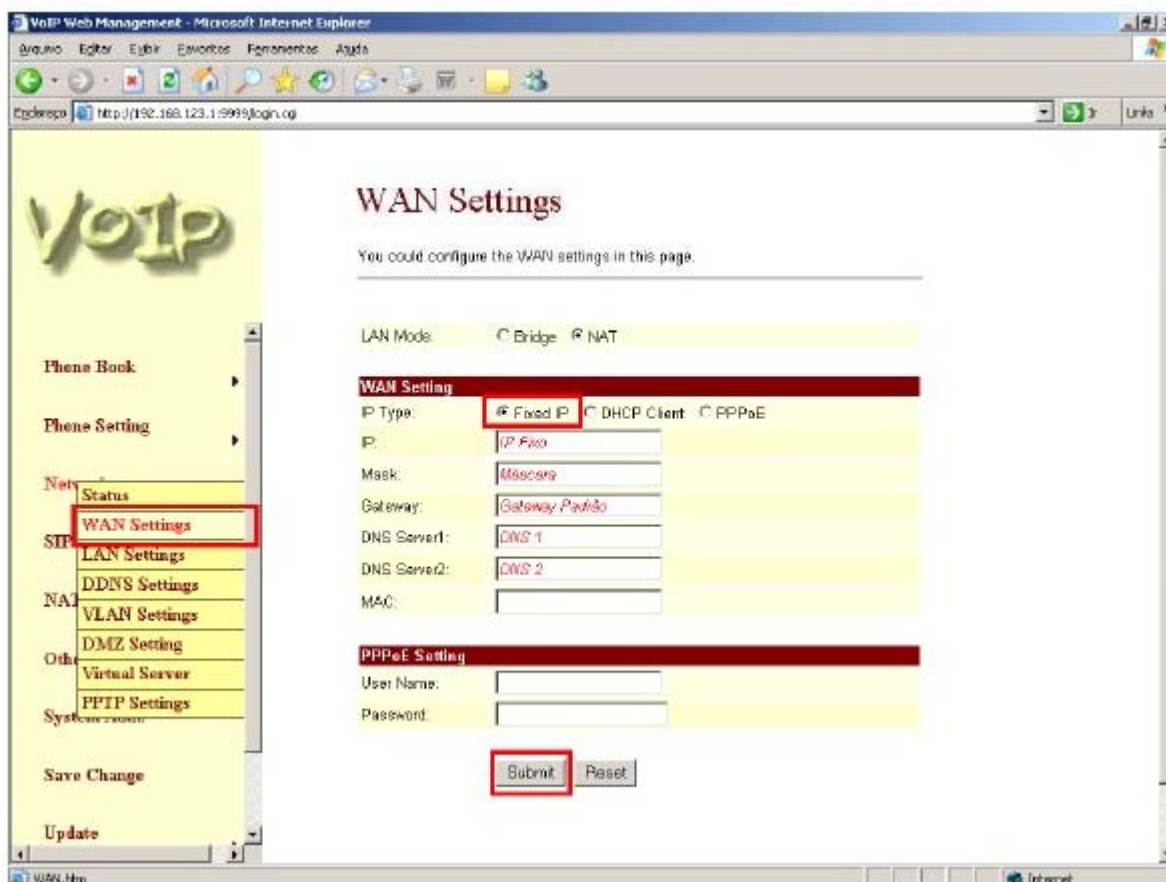 VoIP Web Management - Microsoft Internet Explorer
Arquivo Editar Exibir Favoritos Ferramentas Ajuda
Endereço http://192.168.123.1:9999/login.cgi Ir Links
VoIP
Phone Book
Phone Setting
Status
WAN Settings
LAN Settings
DDNS Settings
VLAN Settings
DMZ Setting
Virtual Server
PPTP Settings
Save Change
Update
WAN Settings
You could configure the WAN settings in this page.
LAN Mode: Bridge NAT
WAN Setting
IP Type: Fixed IP DHCP Client PPPoE
IP: IP Fixo
Mask: Máscara
Gateway: Gateway Padrão
DNS Server1: DNS 1
DNS Server2: DNS 2
MAC:
PPPoE Setting
User Name:
Password:
Submit Reset
WAN.htm Internet